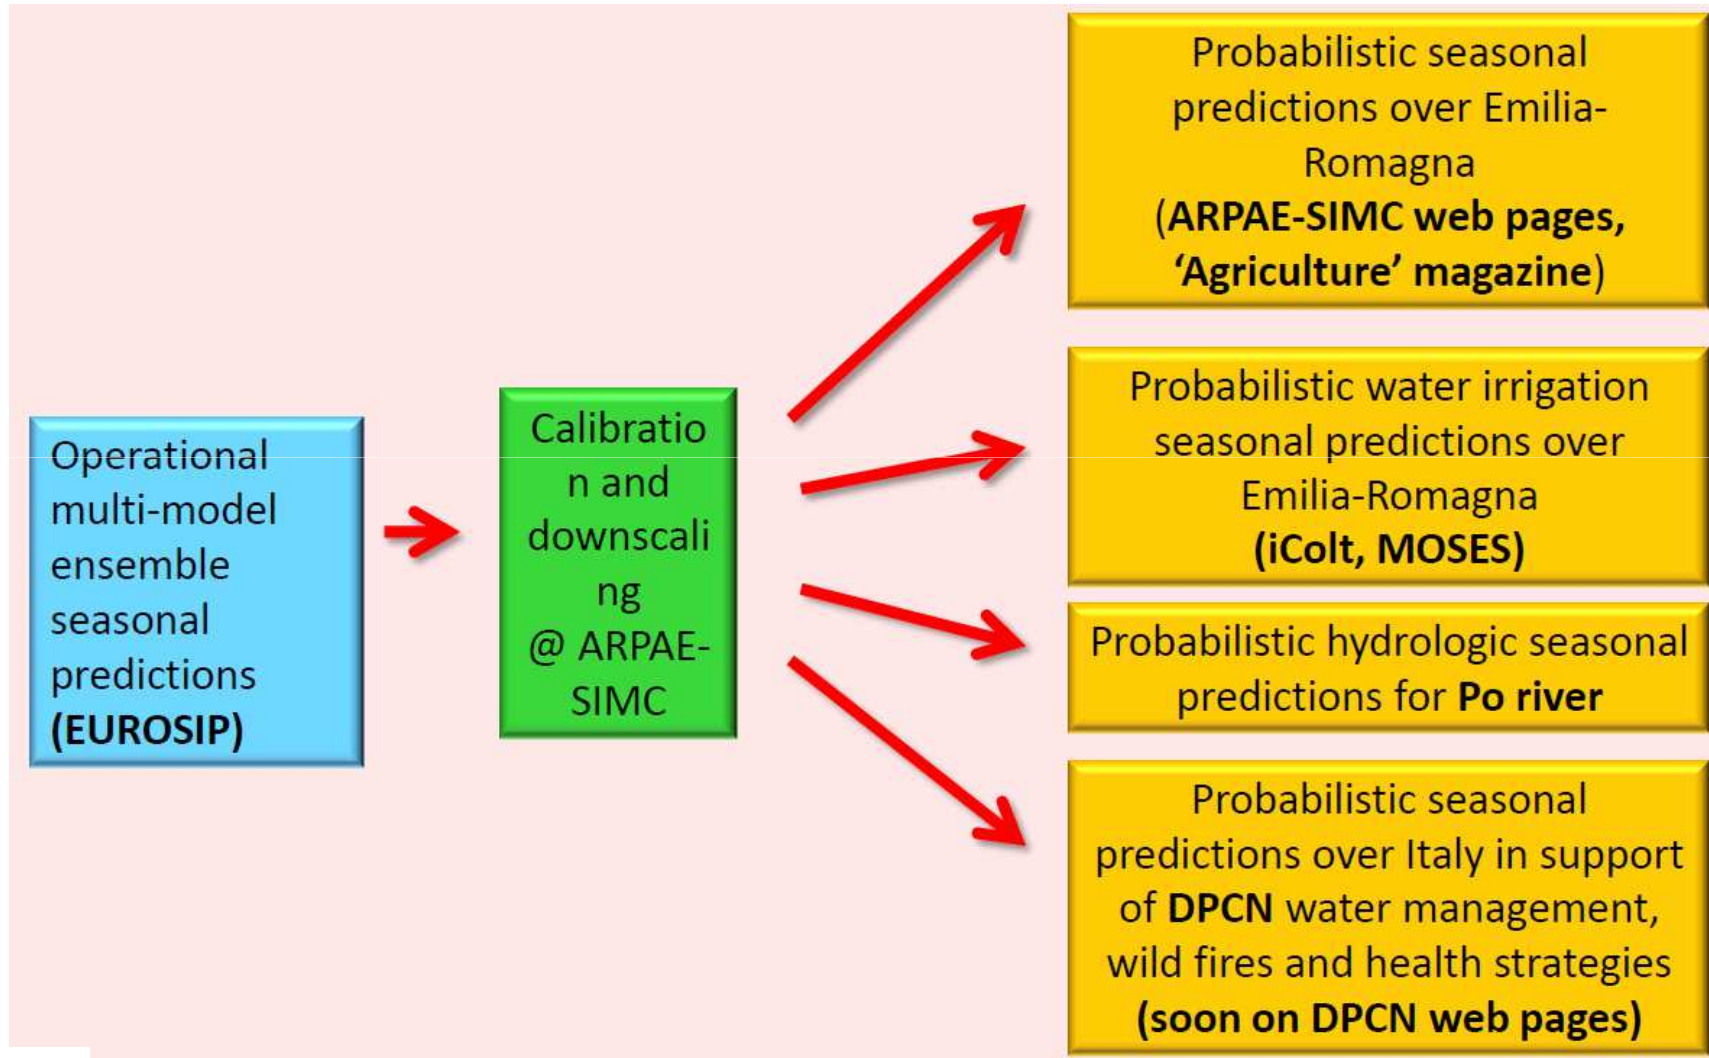 Operational
multi-model
ensemble
seasonal
predictions
(EUROSIP)
Calibratio
n and
downscali
ng
@ ARPAE-
SIMC
Probabilistic seasonal
predictions over Emilia-
Romagna
(ARPAE-SIMC web pages,
‘Agriculture’ magazine)
Probabilistic water irrigation
seasonal predictions over
Emilia-Romagna
(iColt, MOSES)
Probabilistic hydrologic seasonal
predictions for Po river
Probabilistic seasonal
predictions over Italy in support
of DPCN water management,
wild fires and health strategies
(soon on DPCN web pages)